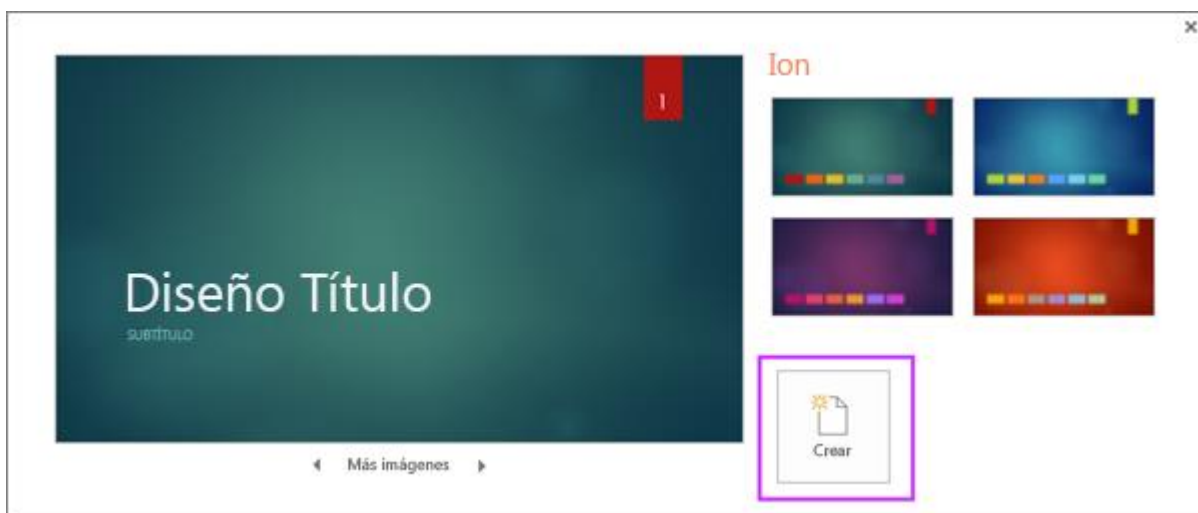 Ion
1
Diseño Título
SUBTÍTULO
Más imágenes
Crear